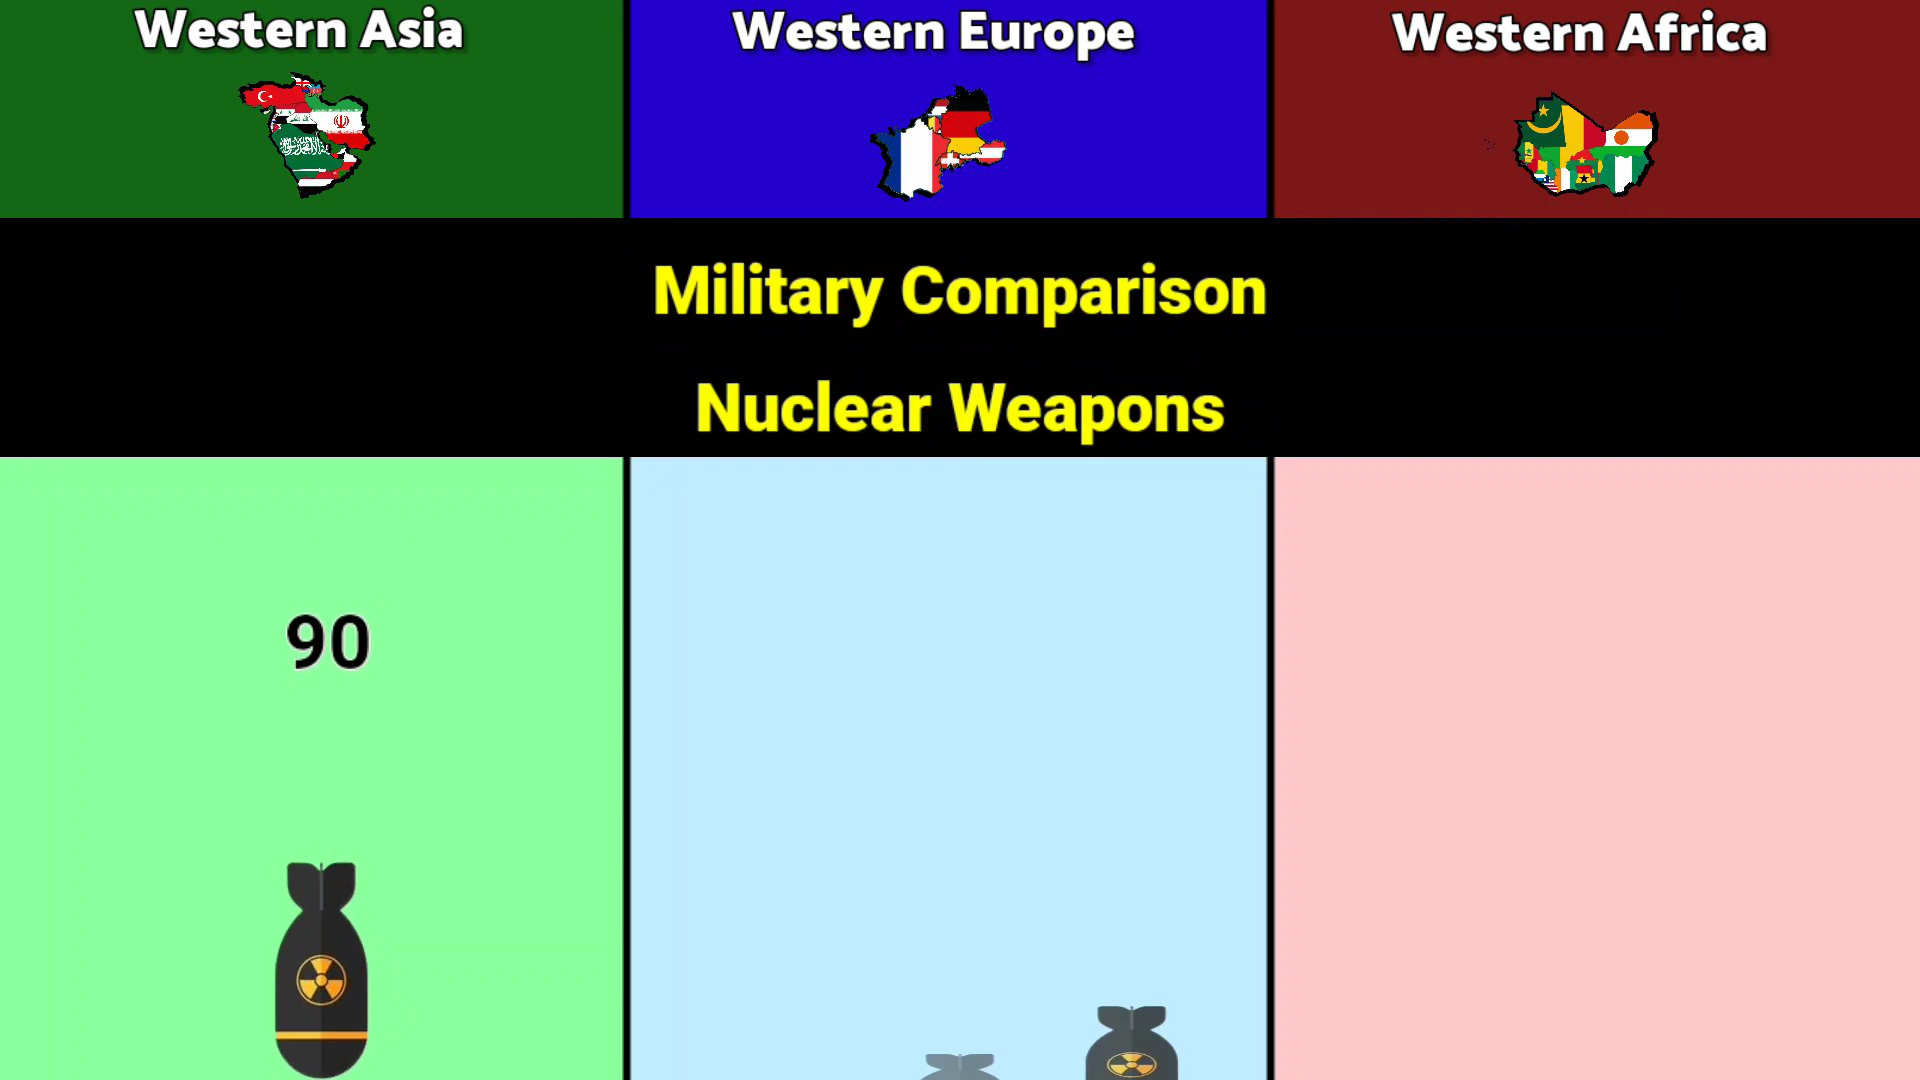 Western Asia
Western Europe
Western Africa
Military Comparison
Nuclear Weapons
90